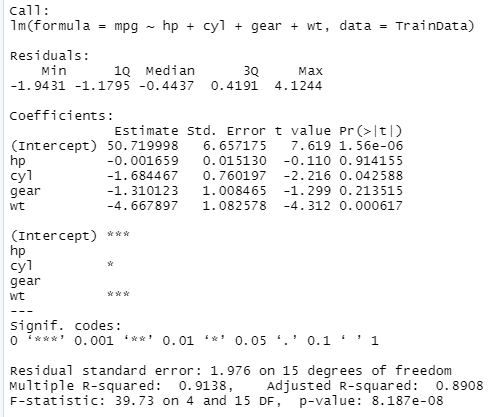 Call:
lm(formula = mpg ~ hp + cyl + gear + wt, data = TrainData)

Residuals:
    Min      1Q  Median      3Q     Max
-1.9431 -1.1795 -0.4437  0.4191  4.1244

Coefficients:
             Estimate Std. Error t value Pr(>|t|)
(Intercept) 50.719998   6.657175   7.619 1.56e-06
hp          -0.001659   0.015130  -0.110 0.914155
cyl         -1.684467   0.760197  -2.216 0.042588
gear        -1.310123   1.008465  -1.299 0.213515
wt          -4.667897   1.082578  -4.312 0.000617

(Intercept) ***
hp
cyl         *
gear
wt          ***
---
Signif. codes:
0 ‘***’ 0.001 ‘**’ 0.01 ‘*’ 0.05 ‘.’ 0.1 ‘ ’ 1

Residual standard error: 1.976 on 15 degrees of freedom
Multiple R-squared:  0.9138,    Adjusted R-squared:  0.8908
F-statistic: 39.73 on 4 and 15 DF,  p-value: 8.187e-08